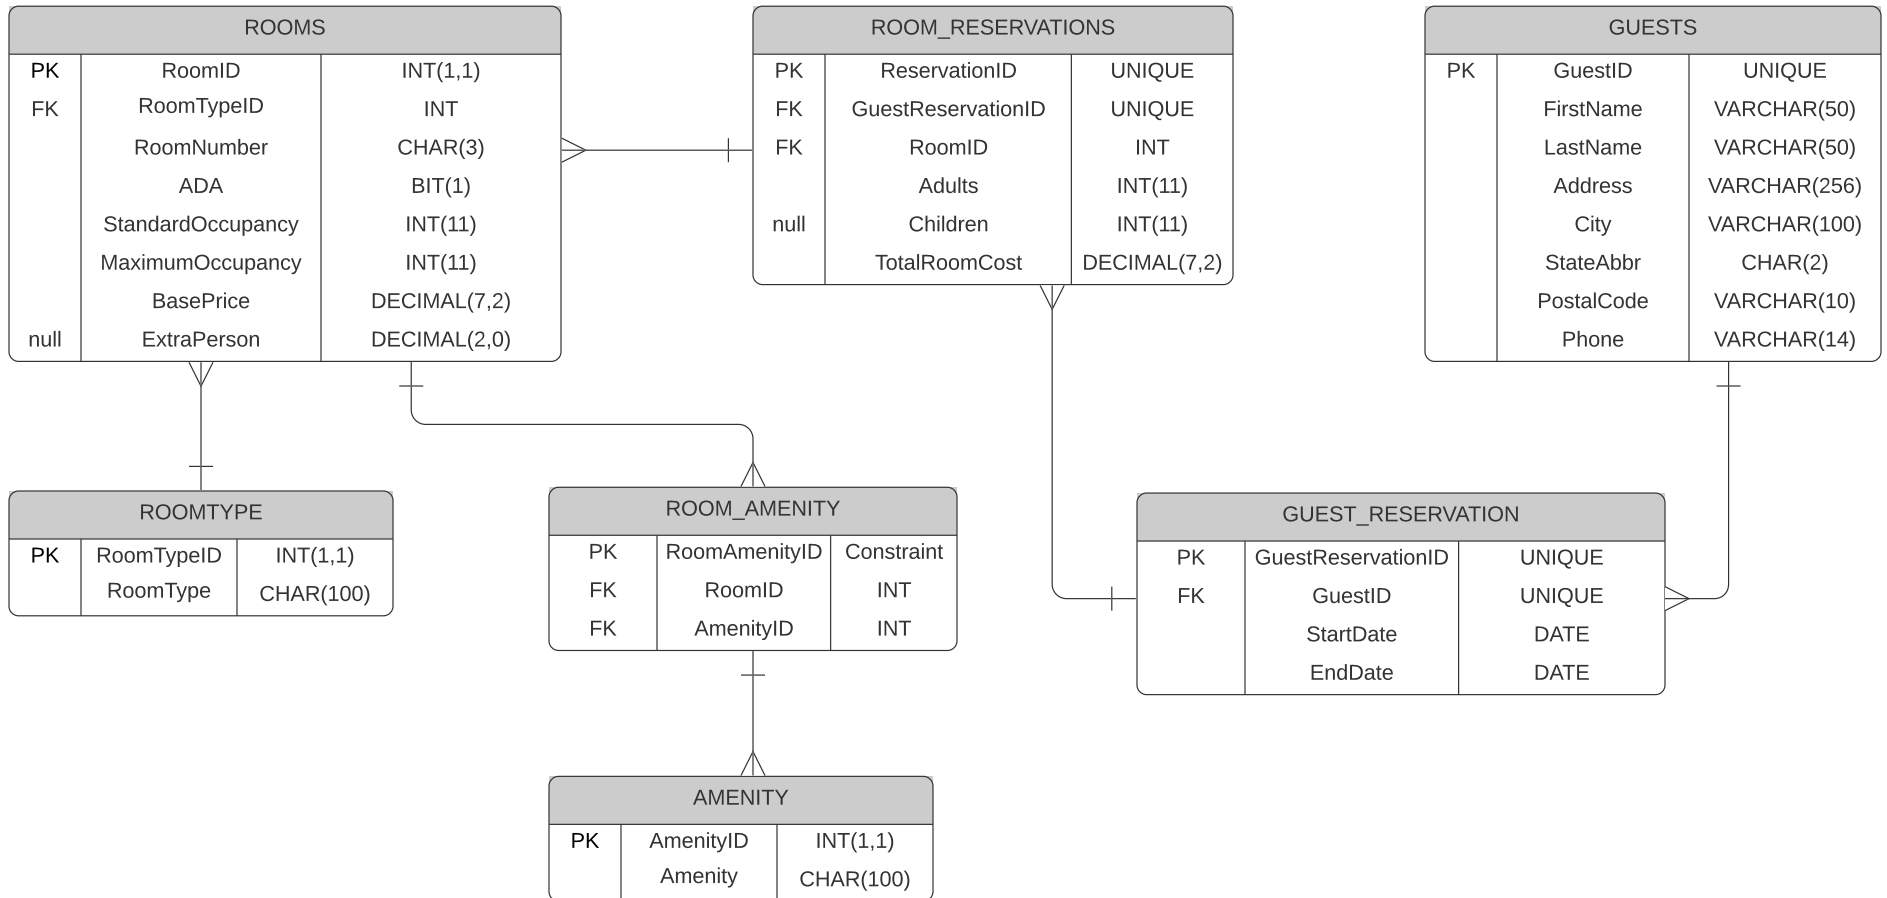 ROOMS
PK RoomID INT(1,1)
FK RoomTypeID INT
RoomNumber CHAR(3)
ADA BIT(1)
StandardOccupancy INT(11)
MaximumOccupancy INT(11)
BasePrice DECIMAL(7,2)
null ExtraPerson DECIMAL(2,0)
ROOM_RESERVATIONS
PK ReservationID UNIQUE
FK GuestReservationID UNIQUE
FK RoomID INT
Adults INT(11)
null Children INT(11)
TotalRoomCost DECIMAL(7,2)
GUESTS
PK GuestID UNIQUE
FirstName VARCHAR(50)
LastName VARCHAR(50)
Address VARCHAR(256)
City VARCHAR(100)
StateAbbr CHAR(2)
PostalCode VARCHAR(10)
Phone VARCHAR(14)
ROOMTYPE
PK RoomTypeID INT(1,1)
RoomType CHAR(100)
ROOM_AMENITY
PK RoomAmenityID Constraint
FK RoomID INT
FK AmenityID INT
GUEST_RESERVATION
PK GuestReservationID UNIQUE
FK GuestID UNIQUE
StartDate DATE
EndDate DATE
AMENITY
PK AmenityID INT(1,1)
Amenity CHAR(100)